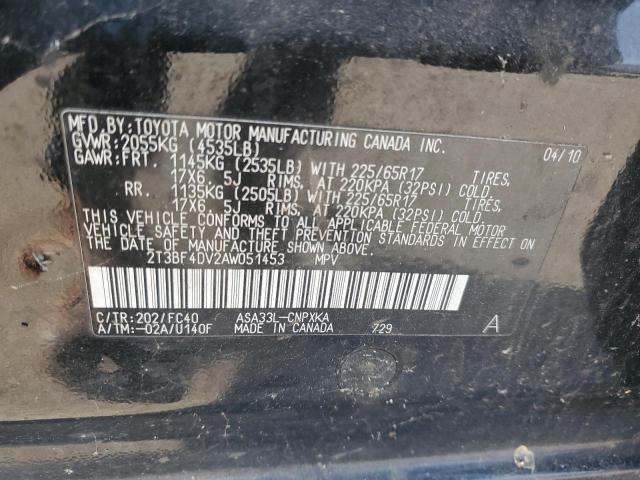 MFD.BY:TOYOTA MOTOR MANUFACTURING CANADA INC.
GVWR:2055KG (4535LB) 04/10
GAWR:FRT. 1145KG (2535LB) WITH 225/65R17 TIRES,
17X6.5J RIMS, AT 220KPA (32PSI) COLD
RR. 1135KG (2505LB) WITH 225/65R17 TIRES,
17X6.5J RIMS, AT 220KPA (32PSI) COLD.
THIS VEHICLE CONFORMS TO ALL APPLICABLE FEDERAL MOTOR
VEHICLE SAFETY AND THEFT PREVENTION STANDARDS IN EFFECT
ON THE DATE OF MANUFACTURE SHOWN ABOVE.
2T3BF4DV2AW051453 MPV
C/TR:202/FC40 ASA33L-CNPXKA
A/TM:-02A/U140F MADE IN CANADA 729 A